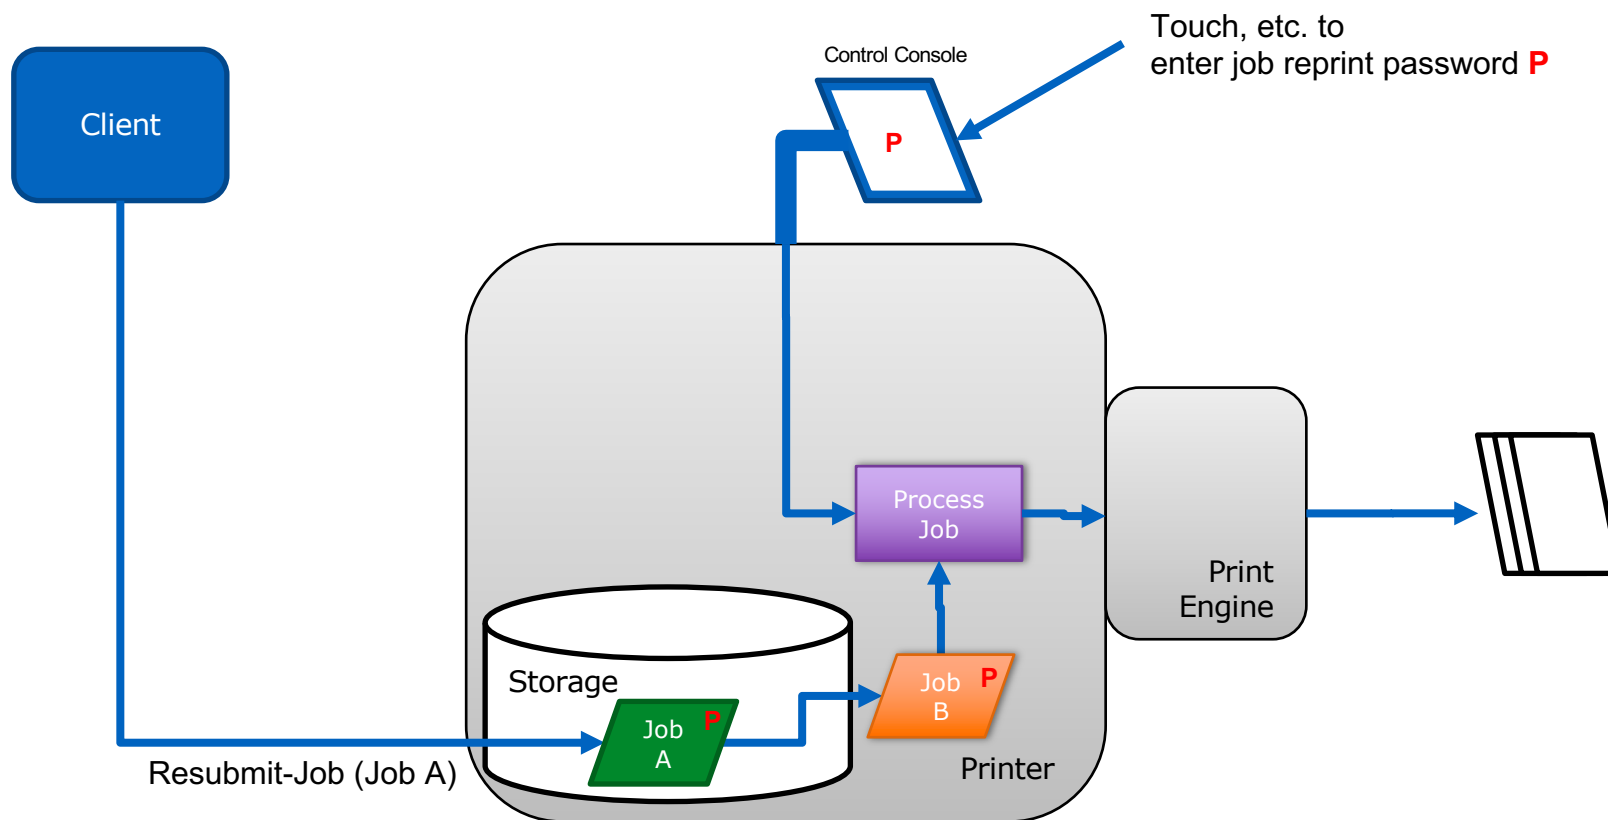 Touch, etc. to
enter job reprint password P
Control Console
Client
P
Process
Job
Print
Engine
Storage
Job
A
P
Job
B
P
Printer
Resubmit-Job (Job A)